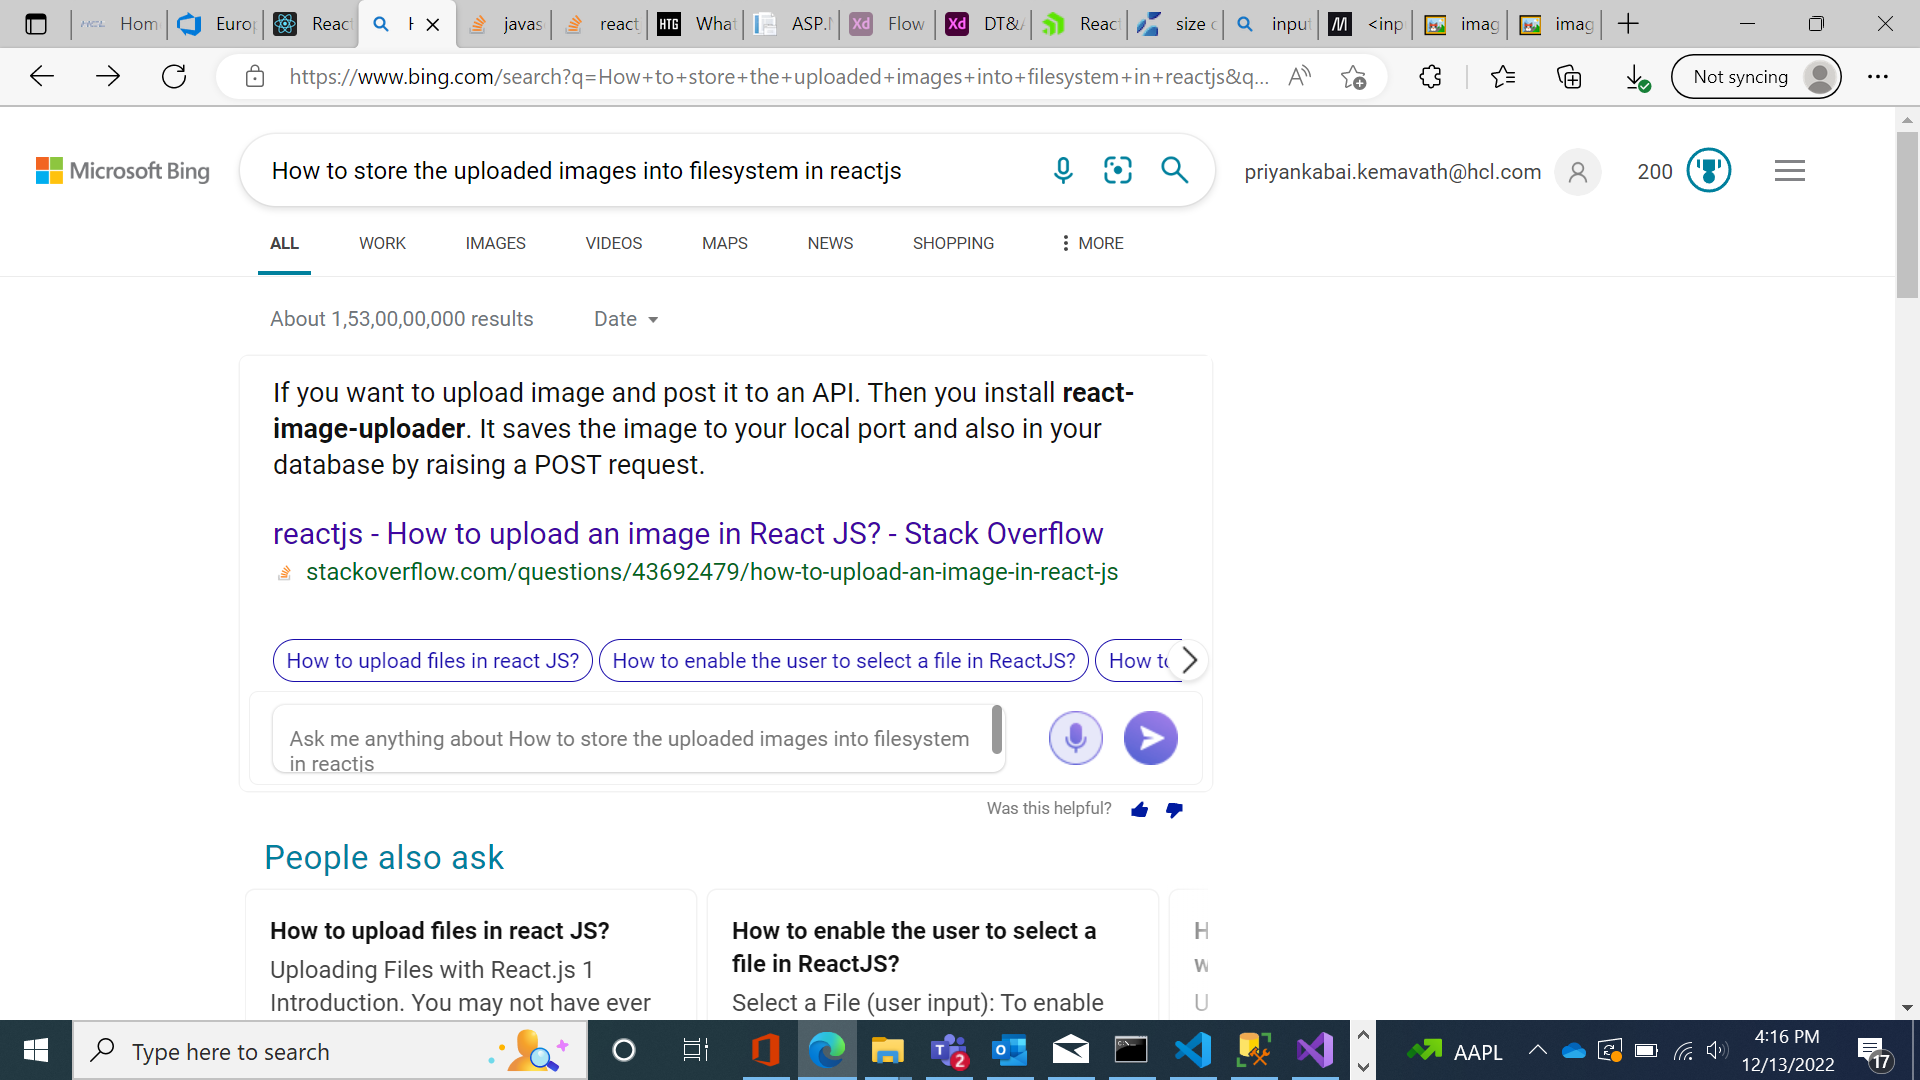 Hom
Europ
React
H
javas
react
HTG
What
ASP.N
Xd
Flow
Xd
DT&A
React
size o
input
M
<inp
imag
imag
https://www.bing.com/search?q=How+to+store+the+uploaded+images+into+filesystem+in+reactjs&q...
Not syncing
Microsoft Bing
How to store the uploaded images into filesystem in reactjs
priyankabai.kemavath@hcl.com
200
ALL
WORK
IMAGES
VIDEOS
MAPS
NEWS
SHOPPING
MORE
About 1,53,00,00,000 results
Date
If you want to upload image and post it to an API. Then you install react-
image-uploader. It saves the image to your local port and also in your
database by raising a POST request.
reactjs - How to upload an image in React JS? - Stack Overflow
stackoverflow.com/questions/43692479/how-to-upload-an-image-in-react-js
How to upload files in react JS?
How to enable the user to select a file in ReactJS?
How to
Ask me anything about How to store the uploaded images into filesystem
in reactjs
Was this helpful?
People also ask
How to upload files in react JS?
Uploading Files with React.js 1
Introduction. You may not have ever
How to enable the user to select a
file in ReactJS?
Select a File (user input): To enable
H
w
U
Type here to search
2
AAPL
4:16 PM
12/13/2022
17